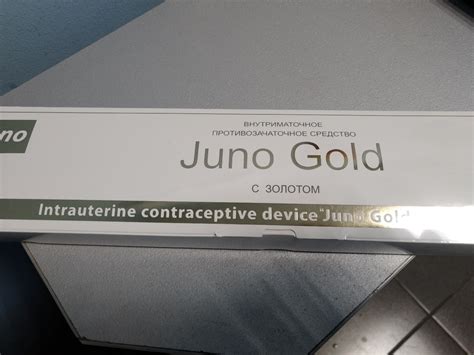 no
ВНУТРИМАТОЧНОЕ
ПРОТИВОЗАЧАТОЧНОЕ СРЕДСТВО
Juno Gold
С ЗОЛОТОМ
Intrauterine contraceptive device "Juno Gold